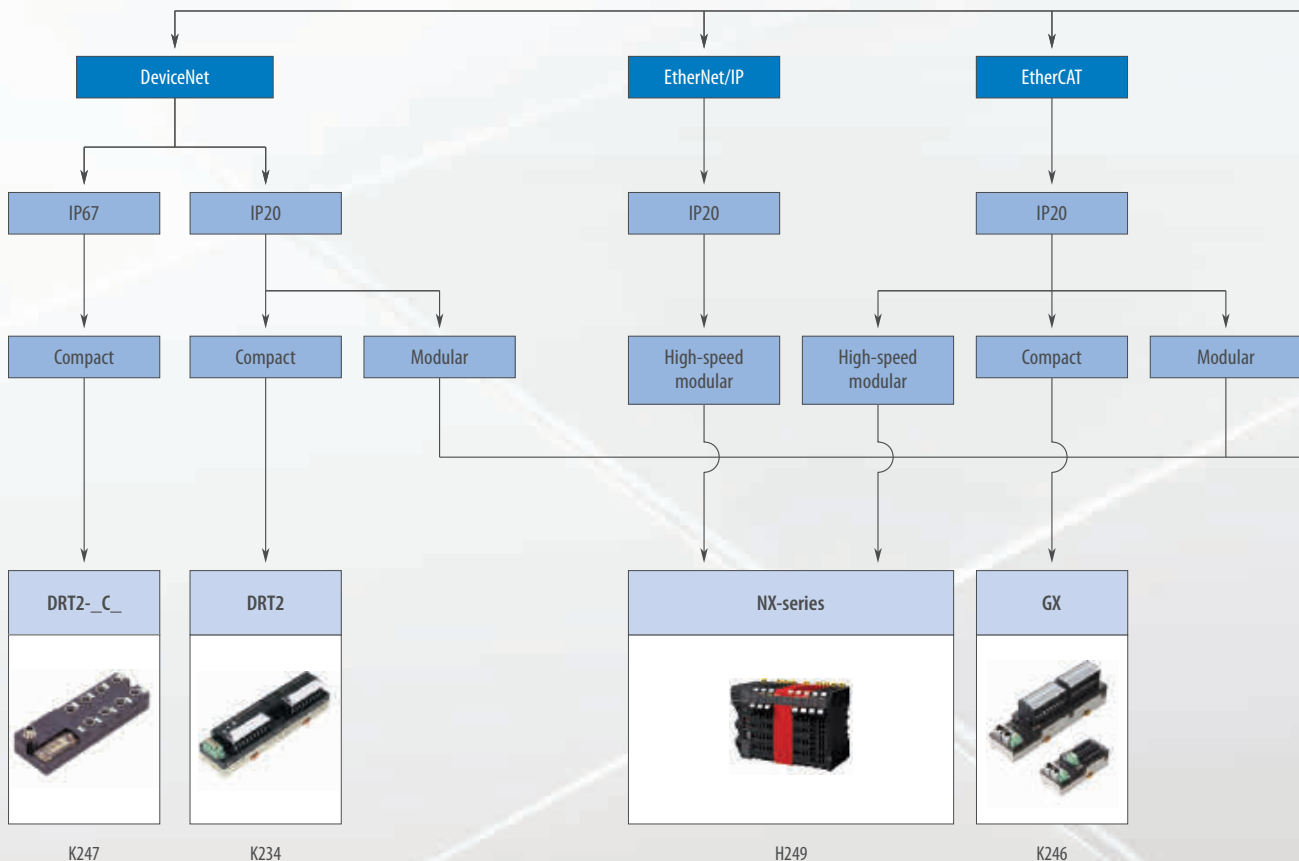 DeviceNet
EtherNet/IP
EtherCAT
IP67
IP20
IP20
IP20
Compact
Compact
Modular
High-speed
modular
High-speed
modular
Compact
Modular
DRT2-_C_
DRT2
NX-series
GX
K247
K234
H249
K246